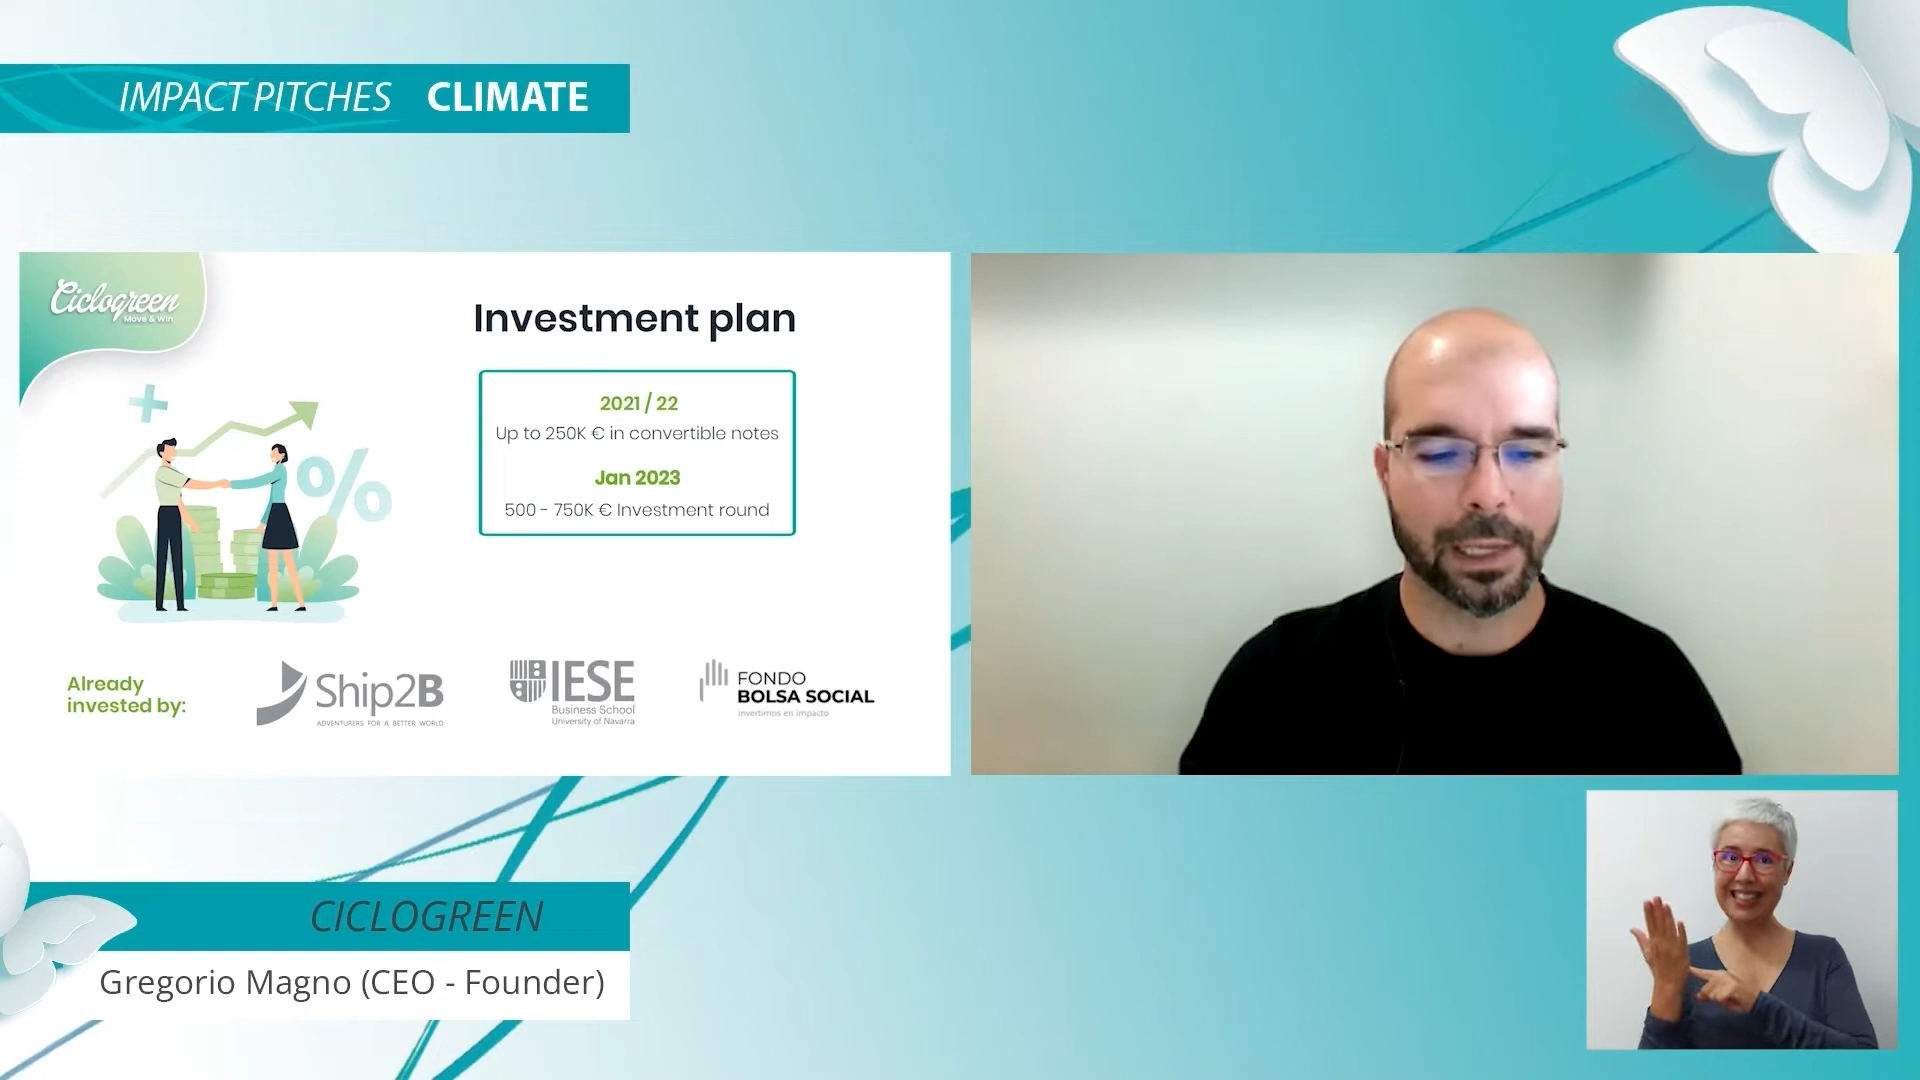 IMPACT PITCHES CLIMATE
Ciclogreen
Move & Win
Investment plan
2021 / 22
Up to 250K € in convertible notes
Jan 2023
500 - 750K € Investment round
%
Already
invested by:
Ship2B
ADVENTURERS FOR A BETTER WORLD
IESE
Business School
University of Navarra
FONDO
BOLSA SOCIAL
invertimos en impacto
CICLOGREEN
Gregorio Magno (CEO - Founder)